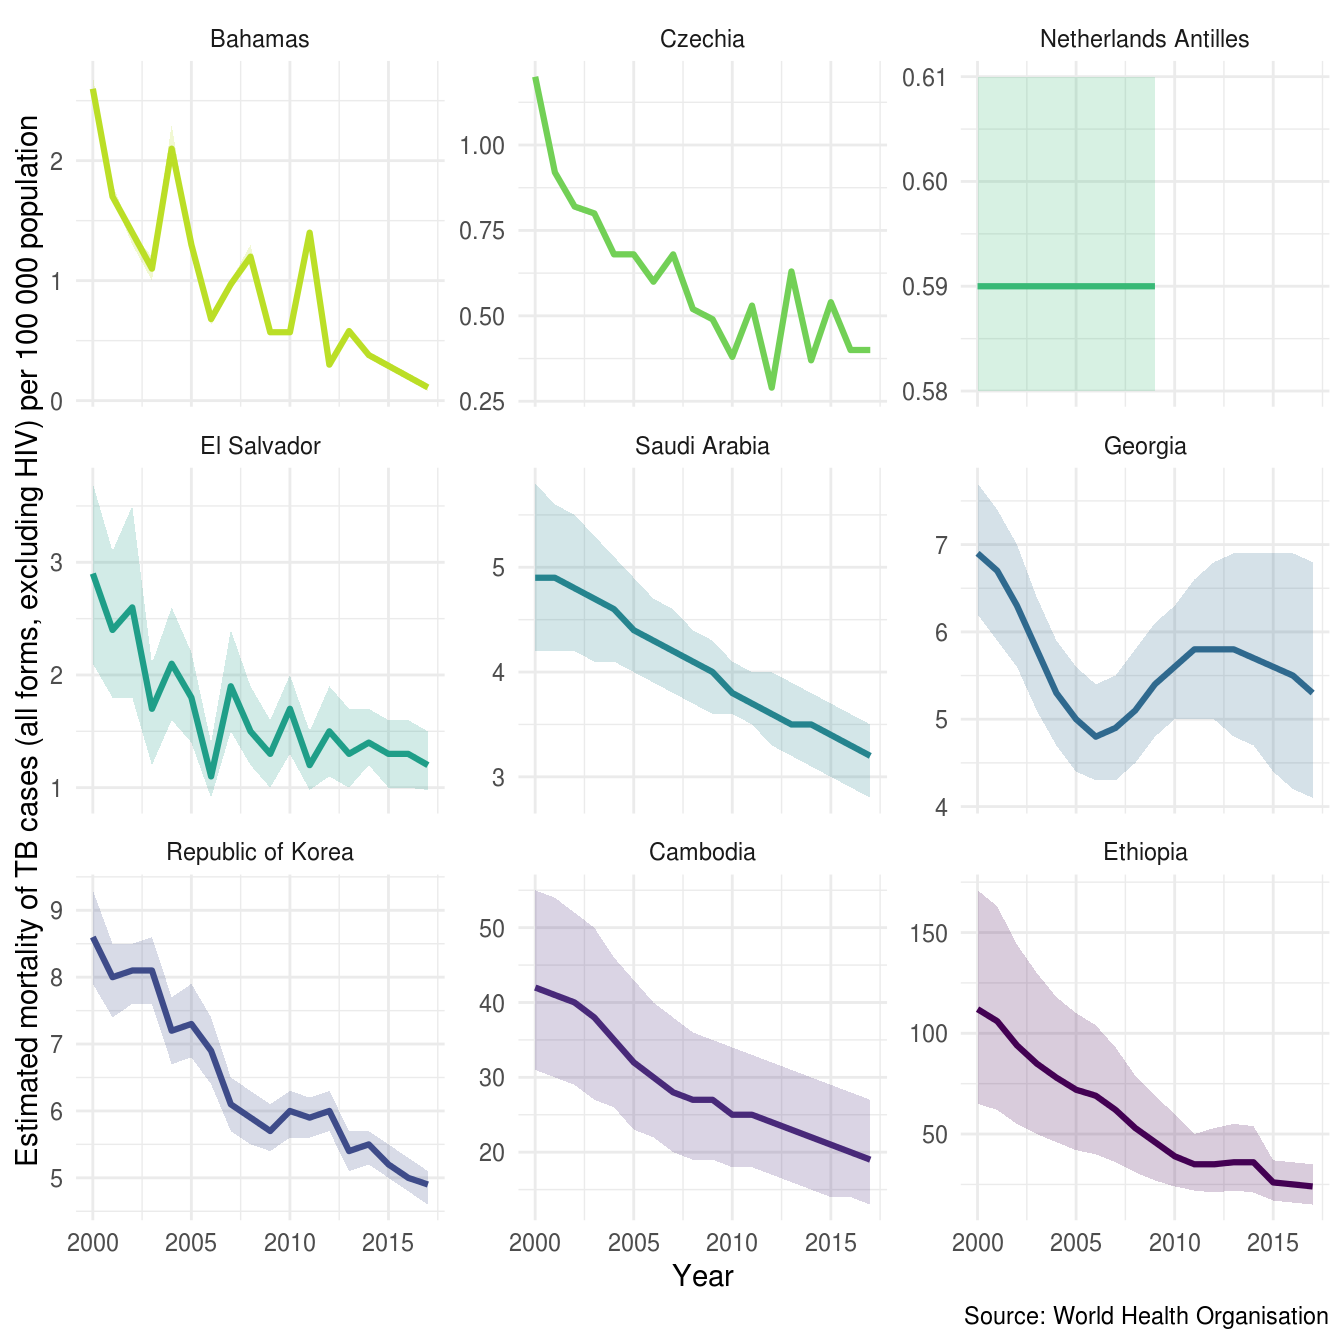 Bahamas
Czechia
Netherlands Antilles
2
1
0
1.00
0.75
0.50
0.25
0.61
0.60
0.59
0.58
El Salvador
Saudi Arabia
Georgia
3
2
1
5
4
3
7
6
5
4
Republic of Korea
Cambodia
Ethiopia
9
8
7
6
5
50
40
30
20
150
100
50
2000 2005 2010 2015
2000 2005 2010 2015
2000 2005 2010 2015
Year
Estimated mortality of TB cases (all forms, excluding HIV) per 100 000 population
Source: World Health Organisation